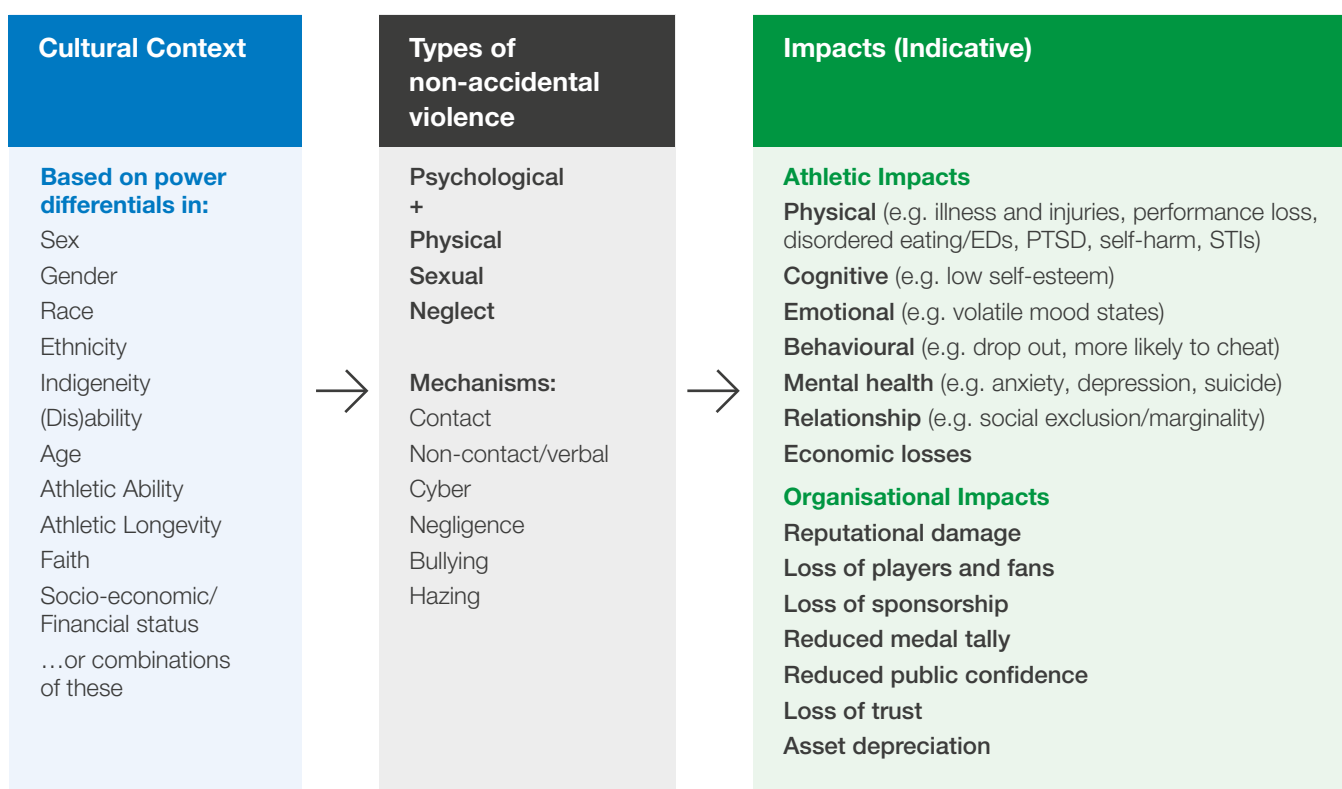 Cultural Context
Based on power
differentials in:
Sex
Gender
Race
Ethnicity
Indigeneity
(Dis)ability
Age
Athletic Ability
Athletic Longevity
Faith
Socio-economic/
Financial status
…or combinations
of these
Types of
non-accidental
violence
Psychological
+
Physical
Sexual
Neglect
Mechanisms:
Contact
Non-contact/verbal
Cyber
Negligence
Bullying
Hazing
Impacts (Indicative)
Athletic Impacts
Physical (e.g. illness and injuries, performance loss,
disordered eating/EDs, PTSD, self-harm, STIs)
Cognitive (e.g. low self-esteem)
Emotional (e.g. volatile mood states)
Behavioural (e.g. drop out, more likely to cheat)
Mental health (e.g. anxiety, depression, suicide)
Relationship (e.g. social exclusion/marginality)
Economic losses
Organisational Impacts
Reputational damage
Loss of players and fans
Loss of sponsorship
Reduced medal tally
Reduced public confidence
Loss of trust
Asset depreciation